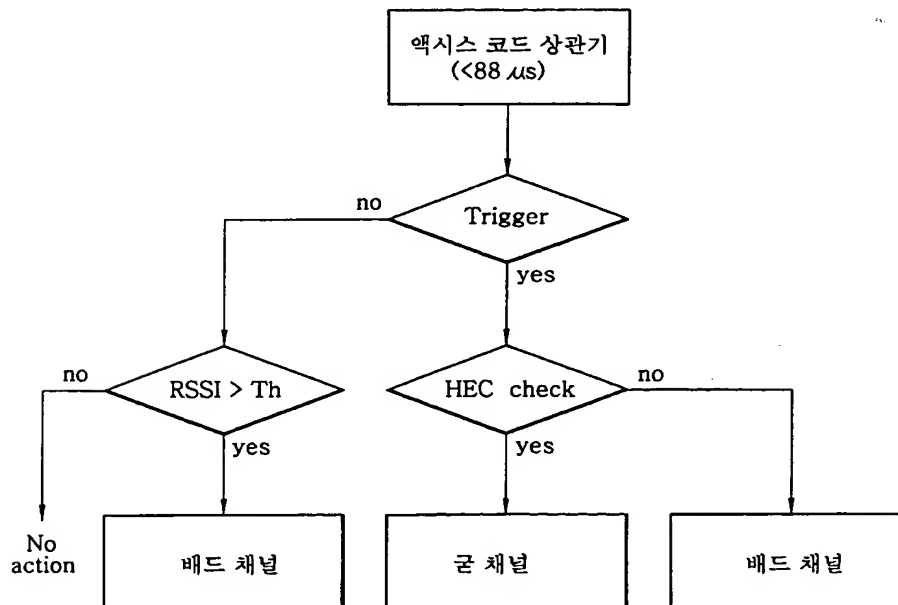 액시스 코드 상관기
(<88 ㎲)
no
Trigger
yes
no
RSSI > Th
HEC check
no
yes
yes
No
action
배드 채널
굳 채널
배드 채널